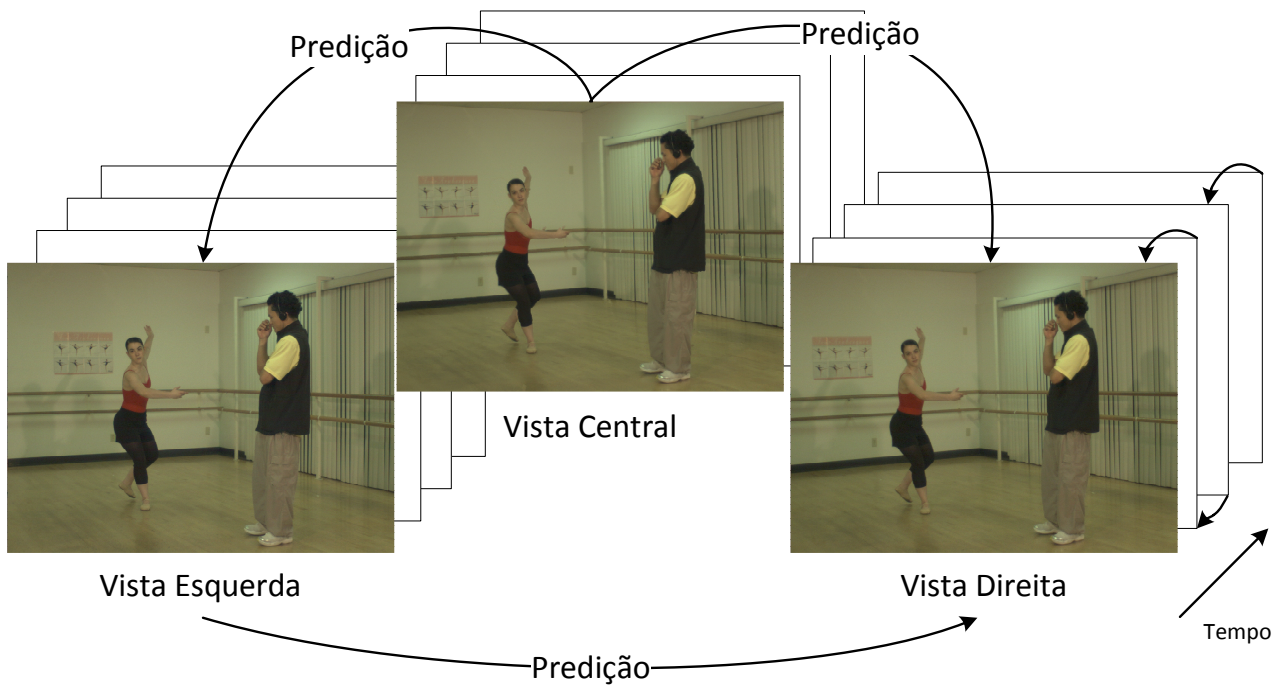 Predição
Predição
Vista Central
Vista Esquerda
Vista Direita
Tempo
Predição